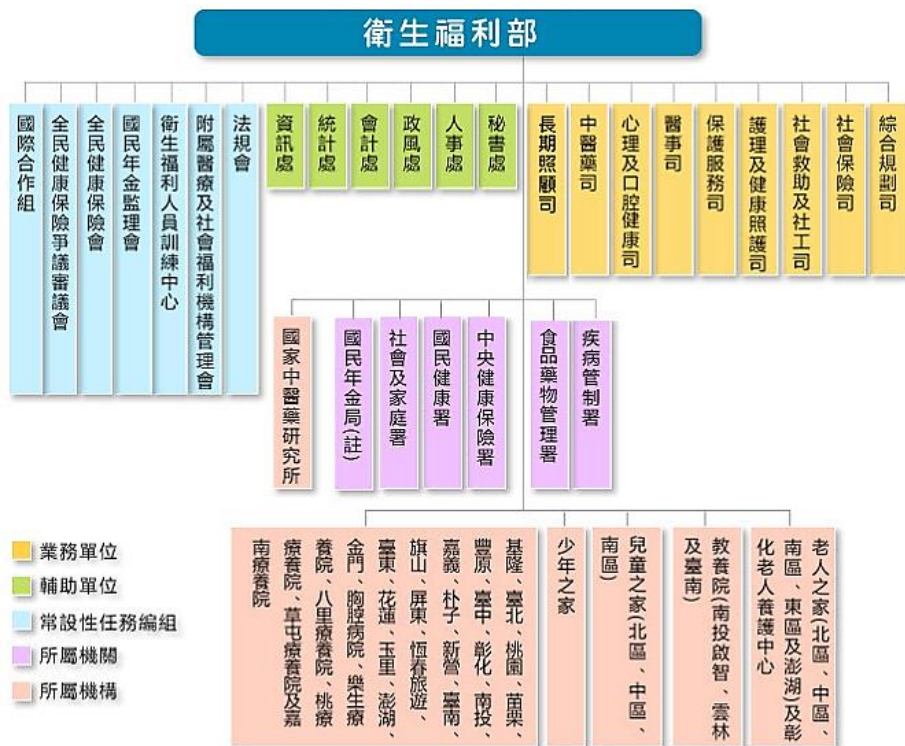 衛生福利部
國際合作組
全民健康保險爭議審議會
全民健康保險會
國民年金監理會
衛生福利人員訓練中心
附屬醫療及社會福利機構管理會
法規會
資訊處
統計處
會計處
政風處
人事處
秘書處
長期照顧司
中醫藥司
心理及口腔健康司
醫事司
保護服務司
護理及健康照護司
社會救助及社工司
社會保險司
綜合規劃司
國家中醫藥研究所
國民年金局(註)
社會及家庭署
國民健康署
中央健康保險署
食品藥物管理署
疾病管制署
基隆、臺北、桃園、苗栗、
豐原、臺中、彰化、南投、
嘉義、朴子、新營、臺南、
旗山、屏東、恆春旅遊、
臺東、花蓮、玉里、澎湖、
金門、胸腔病院、樂生療
養院、八里療養院、桃療
療養院、草屯療養院及嘉
南療養院
少年之家
兒童之家(北區、中區、
南區)
教養院(南投啟智、雲林
及臺南)
老人之家(北區、中區、
南區、東區及澎湖)及彰
化老人養護中心
業務單位
輔助單位
常設性任務編組
所屬機關
所屬機構